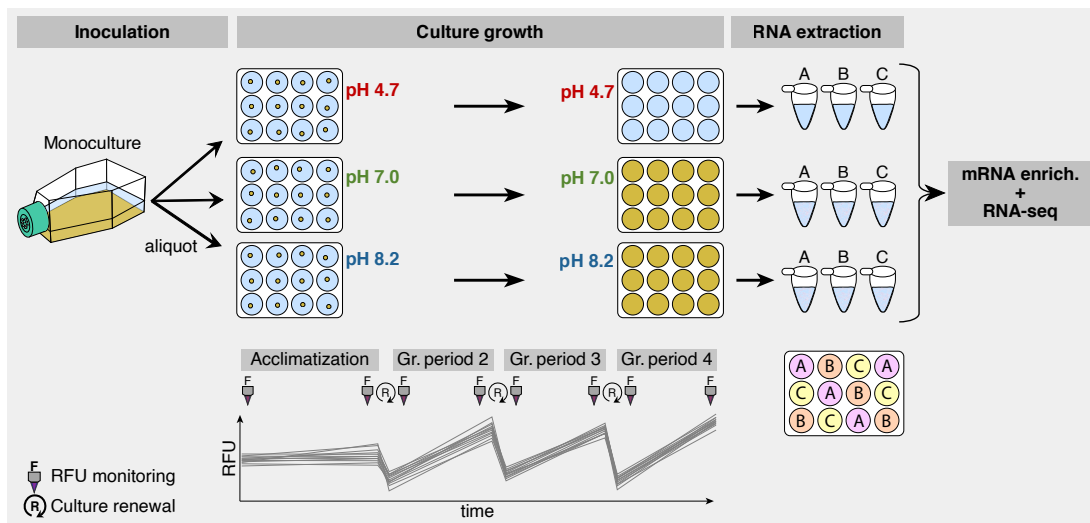 Inoculation
Culture growth
RNA extraction
Monoculture
aliquot
pH 4.7
pH 4.7
A B C
pH 7.0
pH 7.0
A B C
pH 8.2
pH 8.2
A B C
mRNA enrich.
+
RNA-seq
Acclimatization
Gr. period 2
Gr. period 3
Gr. period 4
F F R F F R F F R F F
RFU
time
A B C A
C A B C
B C A B
F RFU monitoring
R Culture renewal